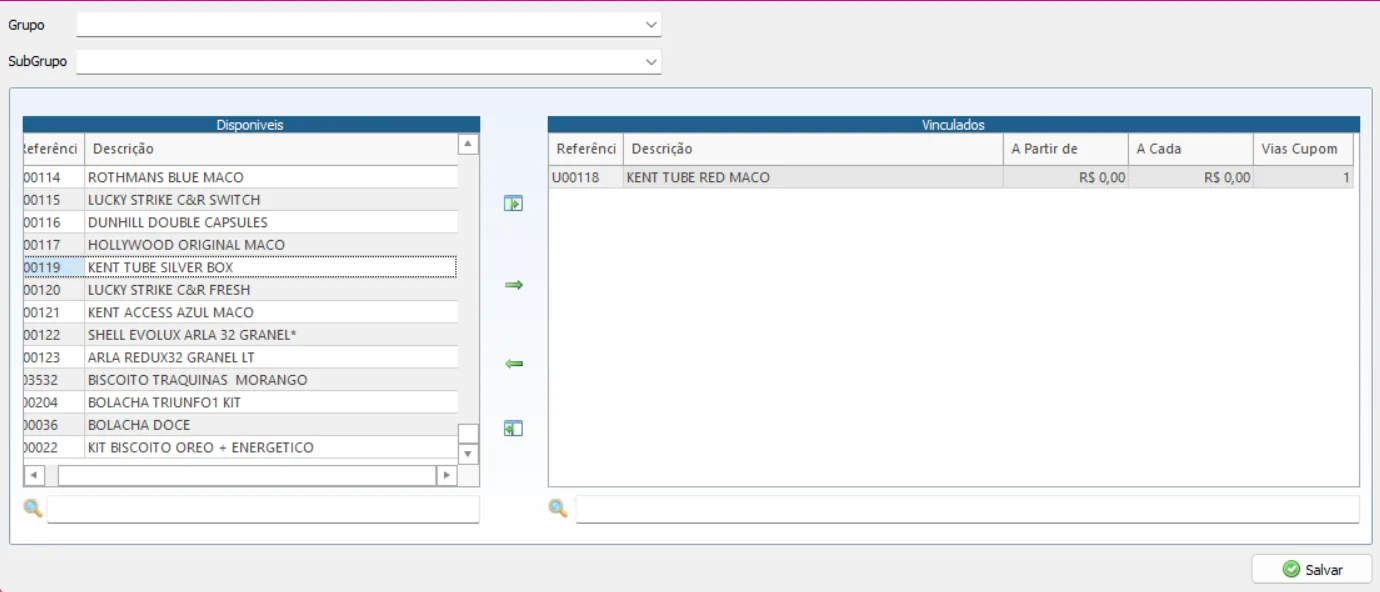 Grupo
SubGrupo
Disponiveis
Referênci Descrição
00114 ROTHMANS BLUE MACO
00115 LUCKY STRIKE C&R SWITCH
00116 DUNHILL DOUBLE CAPSULES
00117 HOLLYWOOD ORIGINAL MACO
00119 KENT TUBE SILVER BOX
00120 LUCKY STRIKE C&R FRESH
00121 KENT ACCESS AZUL MACO
00122 SHELL EVOLUX ARLA 32 GRANEL*
00123 ARLA REDUX32 GRANEL LT
03532 BISCOITO TRAQUINAS  MORANGO
00204 BOLACHA TRIUNFO1 KIT
00036 BOLACHA DOCE
00022 KIT BISCOITO OREO + ENERGETICO
Vinculados
Referênci Descrição A Partir de A Cada Vias Cupom
U00118 KENT TUBE RED MACO R$ 0,00 R$ 0,00 1
Salvar